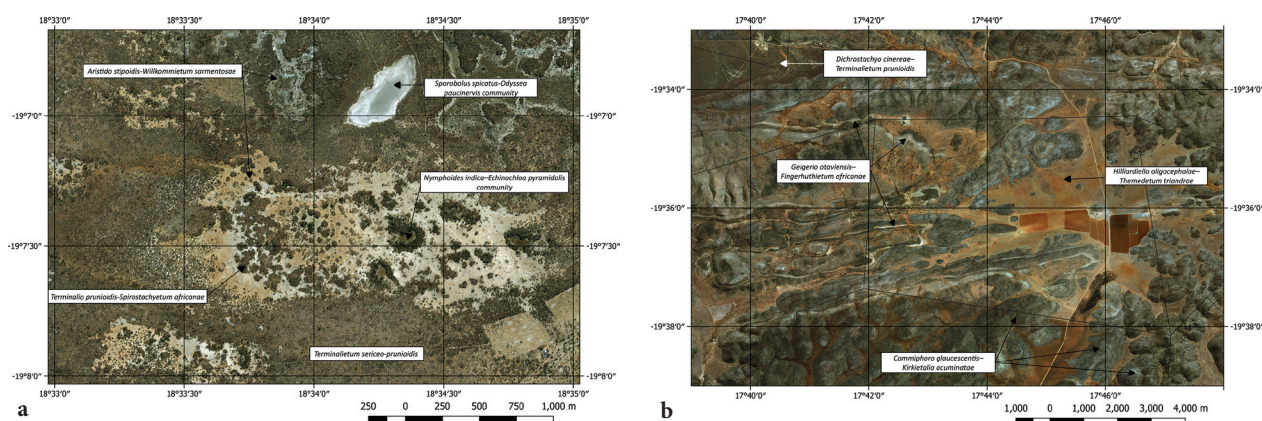 18°33'0"
18°33'30"
18°34'0"
18°34'30"
18°35'0"
Aristido stipoidis-Willkommietum sarmentosae
Sporobolus spicatus-Odyssea
paucinervis community
-19°7'0"
-19°7'0"
Nymphoides indica–Echinochloa pyramidalis
community
-19°7'30"
-19°7'30"
Terminalio prunioidis-Spirostachyetum africanae
Terminalietum sericeo-prunioidis
-19°8'0"
-19°8'0"
18°33'0"
18°33'30"
18°34'0"
18°34'30"
18°35'0"
a
250 0 250 500 750 1,000 m
17°40'0"
17°42'0"
17°44'0"
17°46'0"
Dichrostachyo cinereae–
Terminalietum prunioidis
-19°34'0"
-19°34'0"
Geigerio otaviensis–
Fingerhuthietum africanae
Hilliardiello oligocephalae–
Themedetum triandrae
-19°36'0"
-19°36'0"
-19°38'0"
-19°38'0"
Commiphoro glaucescentis–
Kirkietalia acuminatae
17°40'0"
17°42'0"
17°44'0"
17°46'0"
b
1,000 0 1,000 2,000 3,000 4,000 m